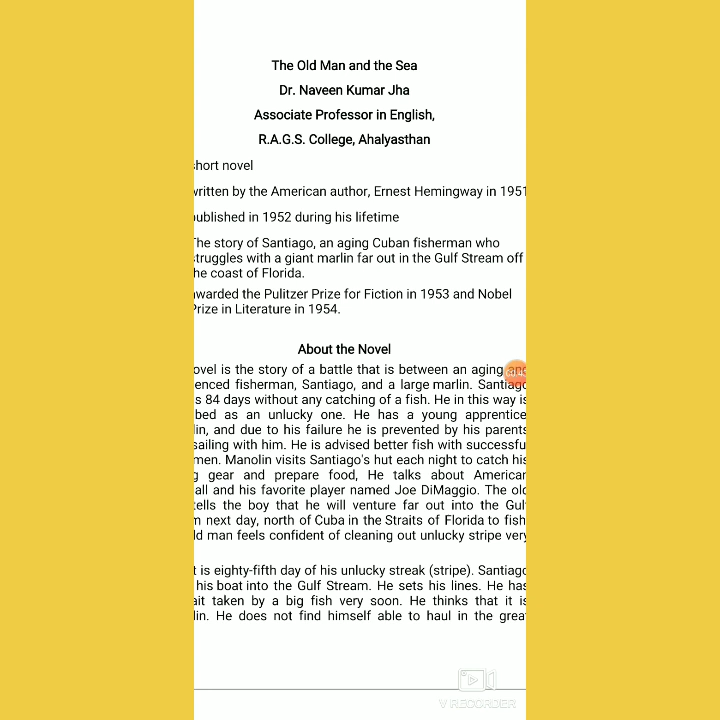 The Old Man and the Sea
Dr. Naveen Kumar Jha
Associate Professor in English,
R.A.G.S. College, Ahalyasthan
short novel
written by the American author, Ernest Hemingway in 1951
published in 1952 during his lifetime
The story of Santiago, an aging Cuban fisherman who
struggles with a giant marlin far out in the Gulf Stream off
the coast of Florida.
awarded the Pulitzer Prize for Fiction in 1953 and Nobel
Prize in Literature in 1954.
About the Novel
ovel is the story of a battle that is between an aging and
enced fisherman, Santiago, and a large marlin. Santiago
s 84 days without any catching of a fish. He in this way is
bed as an unlucky one. He has a young apprentice
lin, and due to his failure he is prevented by his parents
sailing with him. He is advised better fish with successfu
men. Manolin visits Santiago's hut each night to catch his
g gear and prepare food, He talks about American
all and his favorite player named Joe DiMaggio. The old
tells the boy that he will venture far out into the Gul
m next day, north of Cuba in the Straits of Florida to fish
ld man feels confident of cleaning out unlucky stripe very
t is eighty-fifth day of his unlucky streak (stripe). Santiago
his boat into the Gulf Stream. He sets his lines. He has
ait taken by a big fish very soon. He thinks that it is
lin. He does not find himself able to haul in the great
V RECORDER